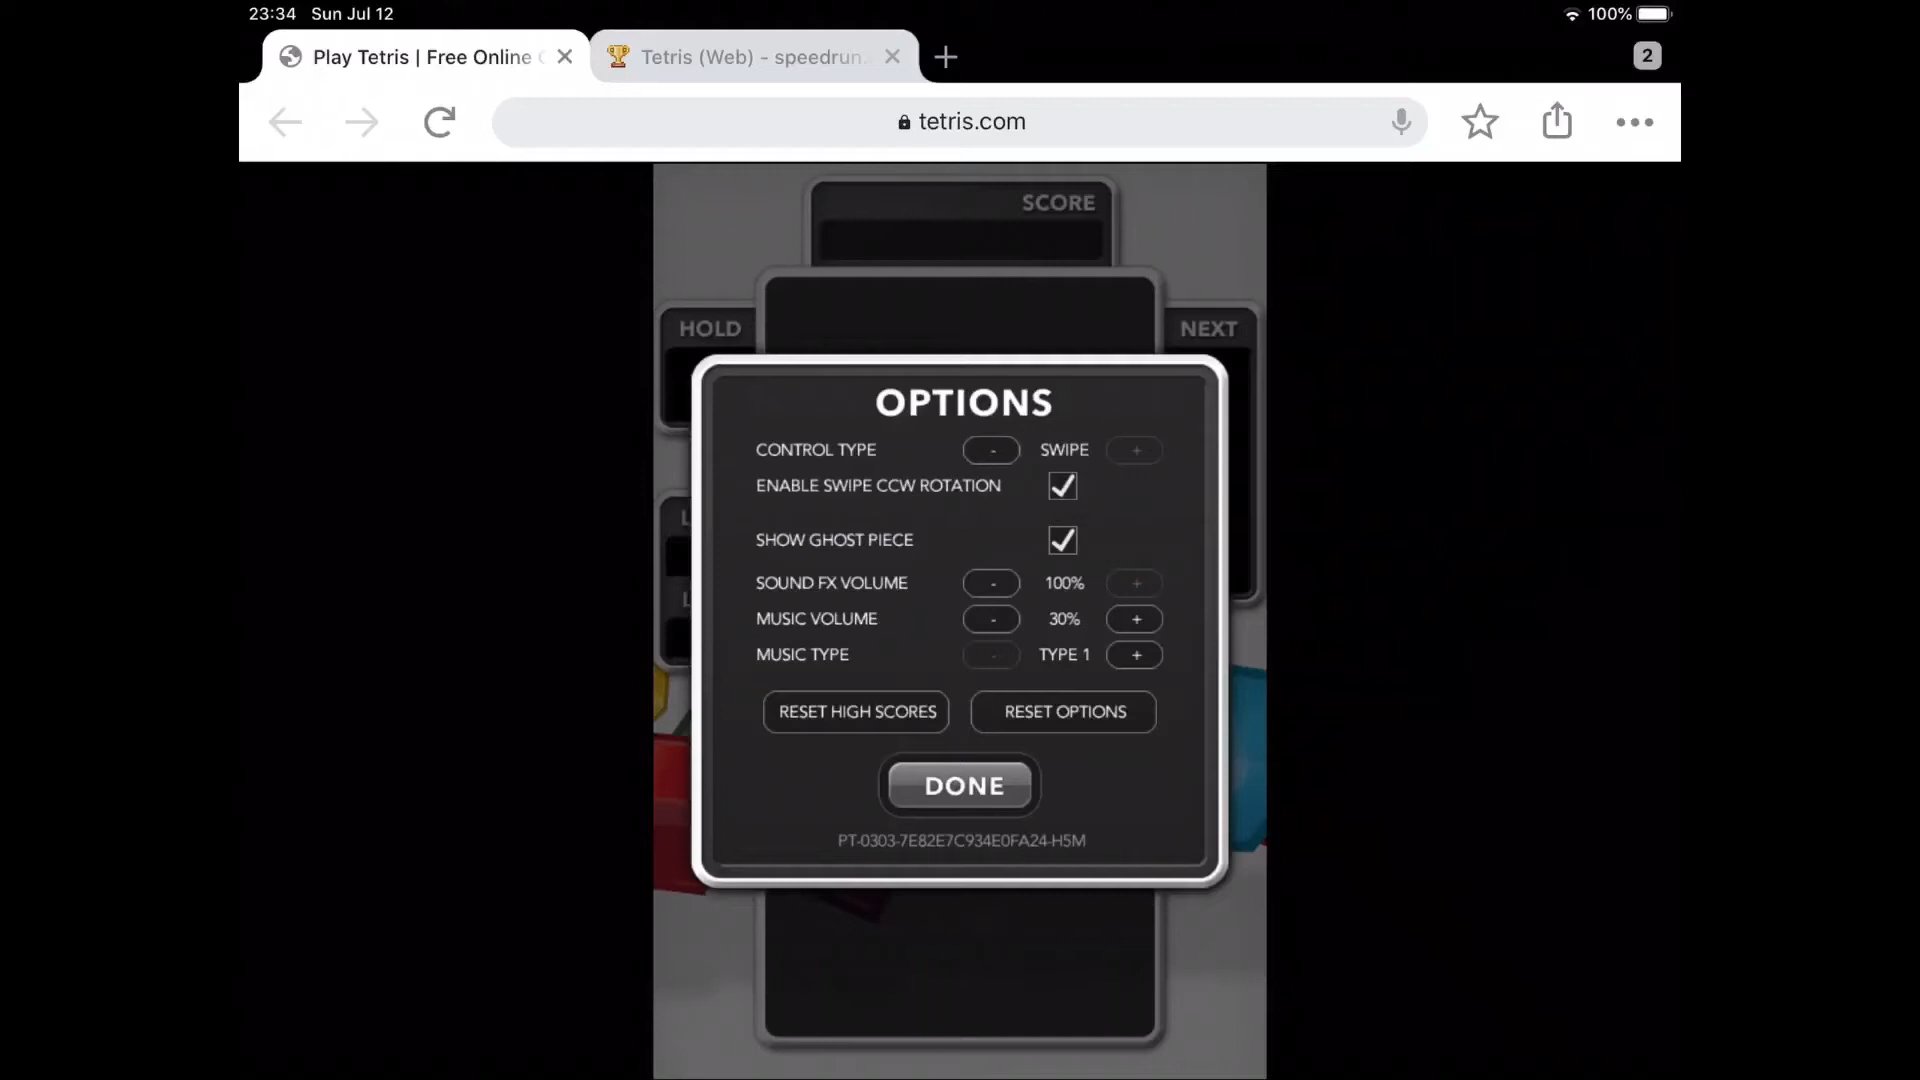 23:34 Sun Jul 12 100%
Play Tetris | Free Online Tetris (Web) - speedrun. 2
tetris.com
SCORE
HOLD NEXT
OPTIONS
CONTROL TYPE - SWIPE +
ENABLE SWIPE CCW ROTATION
SHOW GHOST PIECE
SOUND FX VOLUME - 100% +
MUSIC VOLUME - 30% +
MUSIC TYPE - TYPE 1 +
RESET HIGH SCORES RESET OPTIONS
DONE
PT-0303-7E82E7C934E0FA24-H5M